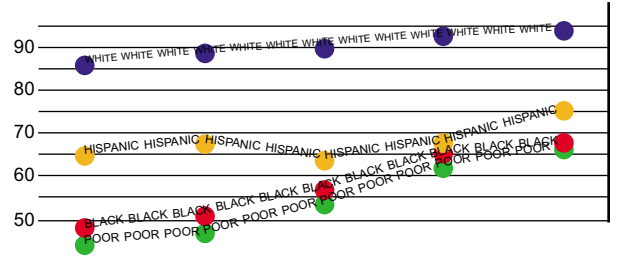 90
WHITE WHITE WHITE WHITE WHITE WHITE WHITE WHITE WHITE WHITE WHITE WHITE
80
70
HISPANIC HISPANIC HISPANIC HISPANIC HISPANIC HISPANIC HISPANIC HISPANIC
60
BLACK BLACK BLACK BLACK BLACK BLACK BLACK BLACK BLACK BLACK BLACK
POOR POOR POOR POOR POOR POOR POOR POOR POOR POOR POOR POOR
50